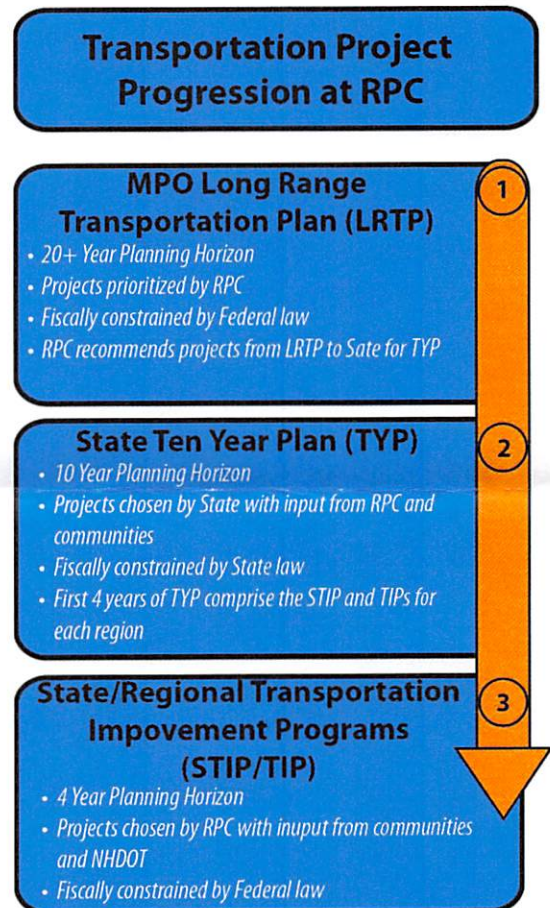 Transportation Project
Progression at RPC
MPO Long Range
Transportation Plan (LRTP)
1
• 20+ Year Planning Horizon
• Projects prioritized by RPC
• Fiscally constrained by Federal law
• RPC recommends projects from LRTP to Sate for TYP
State Ten Year Plan (TYP)
2
• 10 Year Planning Horizon
• Projects chosen by State with input from RPC and
communities
• Fiscally constrained by State law
• First 4 years of TYP comprise the STIP and TIPs for
each region
State/Regional Transportation
Impovement Programs
(STIP/TIP)
3
• 4 Year Planning Horizon
• Projects chosen by RPC with inuput from communities
and NHDOT
• Fiscally constrained by Federal law